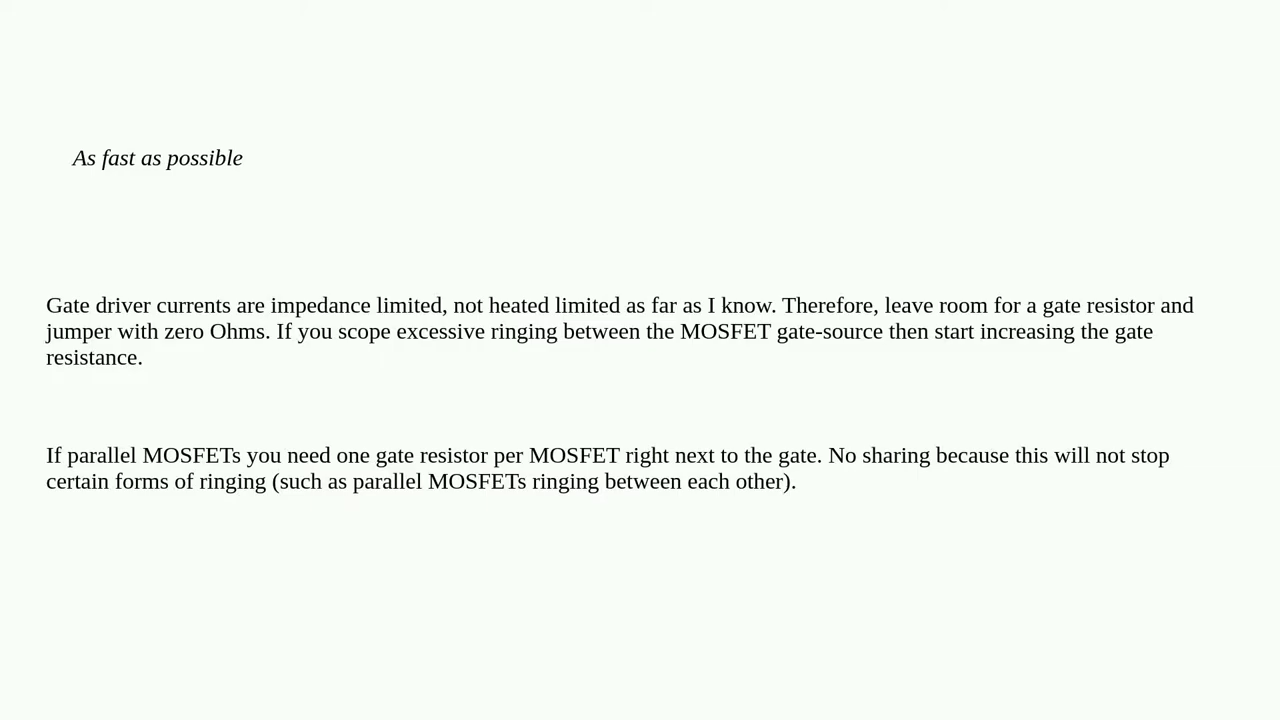 As fast as possible
Gate driver currents are impedance limited, not heated limited as far as I know. Therefore, leave room for a gate resistor and
jumper with zero Ohms. If you scope excessive ringing between the MOSFET gate-source then start increasing the gate
resistance.
If parallel MOSFETs you need one gate resistor per MOSFET right next to the gate. No sharing because this will not stop
certain forms of ringing (such as parallel MOSFETs ringing between each other).